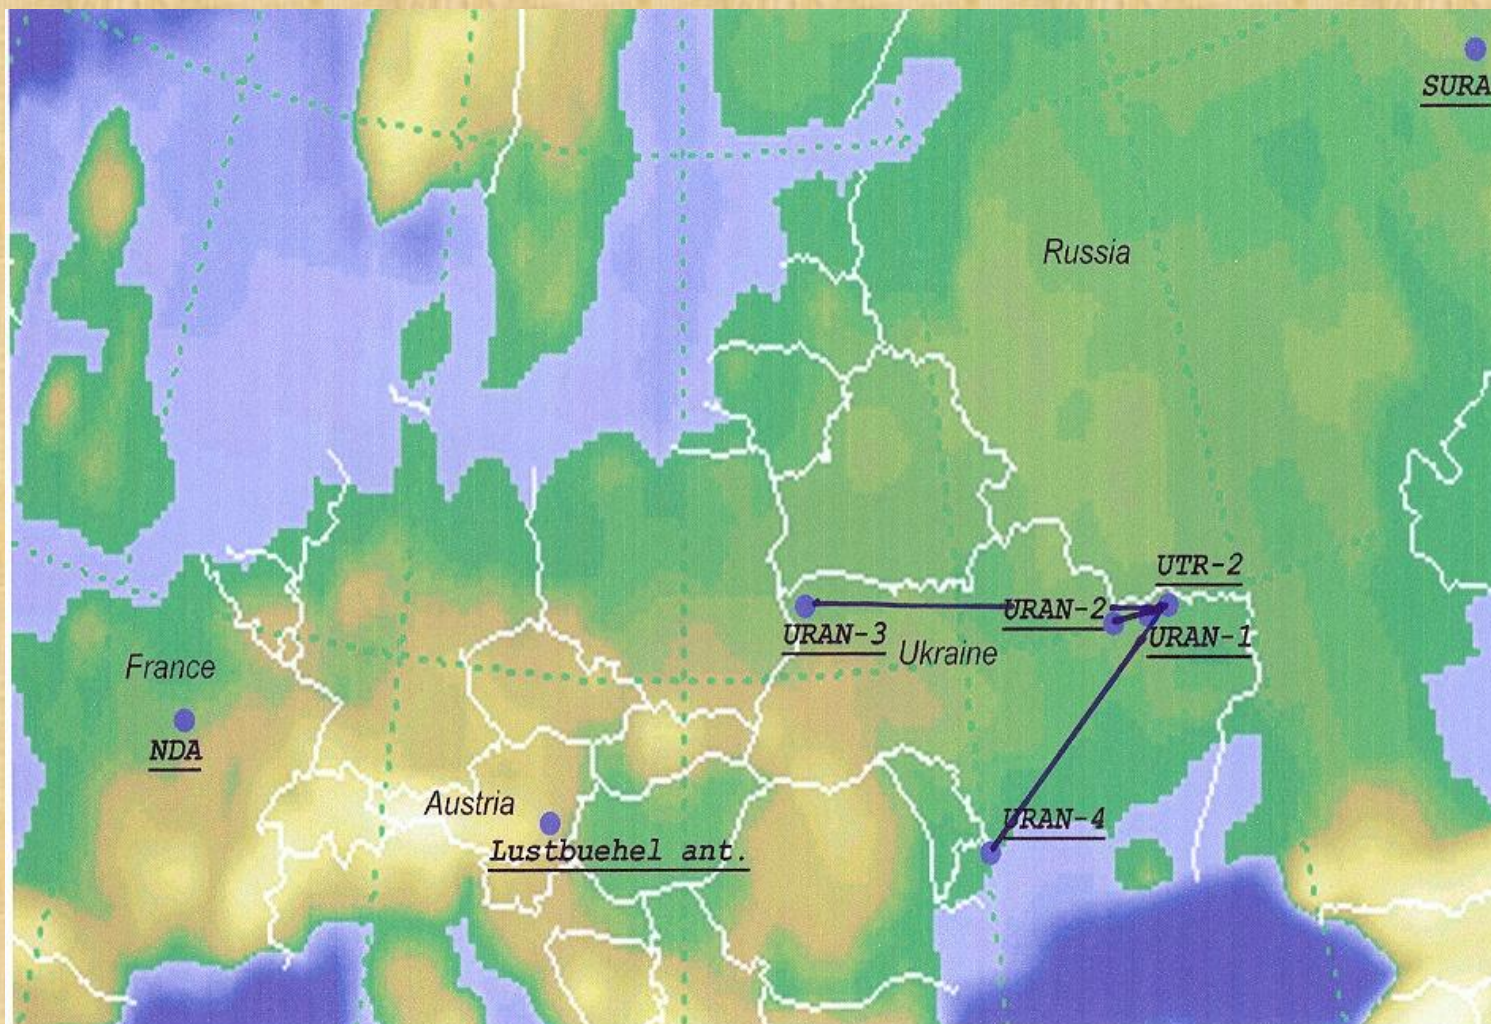 SURA
Russia
UTR-2
URAN-2
URAN-3
URAN-1
Ukraine
France
NDA
Austria
URAN-4
Lustbuehel ant.